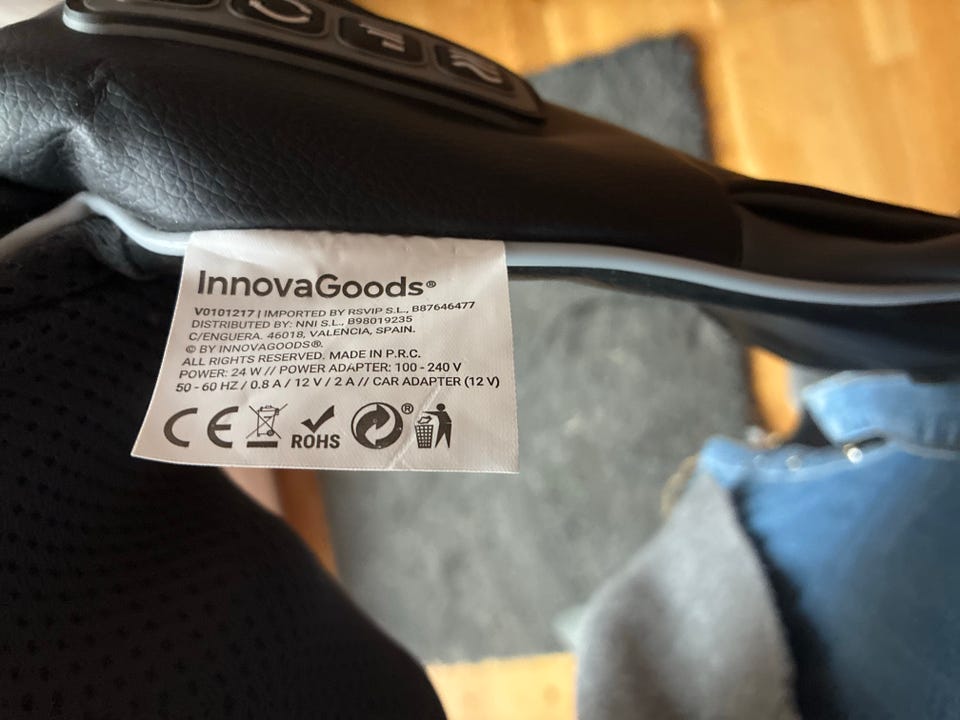 InnovaGoods®
V0101217 | IMPORTED BY RSVIP S.L., B87646477
DISTRIBUTED BY: NNI S.L., B98019235
C/ENGUERA. 46018, VALENCIA, SPAIN.
© BY INNOVAGOODS®.
ALL RIGHTS RESERVED. MADE IN P.R.C.
POWER: 24 W // POWER ADAPTER: 100 - 240 V
50 - 60 HZ / 0.8 A / 12 V / 2 A // CAR ADAPTER (12 V)
CE ROHS ®